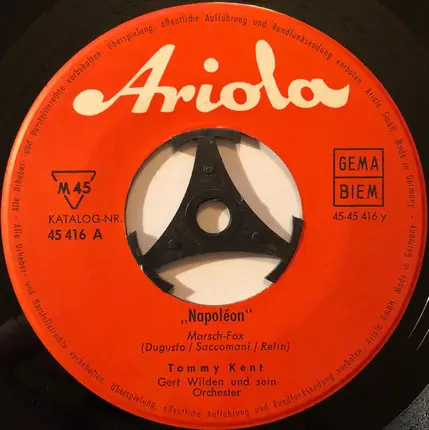 Ariola
M 45
KATALOG-NR.
45 416 A
GEMA
BIEM
45-45 416 y
„Napoléon“
Marsch-Fox
(Dugusto / Saccomani / Relin)
Tommy Kent
Gert Wilden und sein
Orchester
Alle Urheber- und Herstellerrechte vorbehalten. Überspielung, öffentliche Aufführung und Rundfunksendung verboten. Ariola GmbH. Made in Germany.